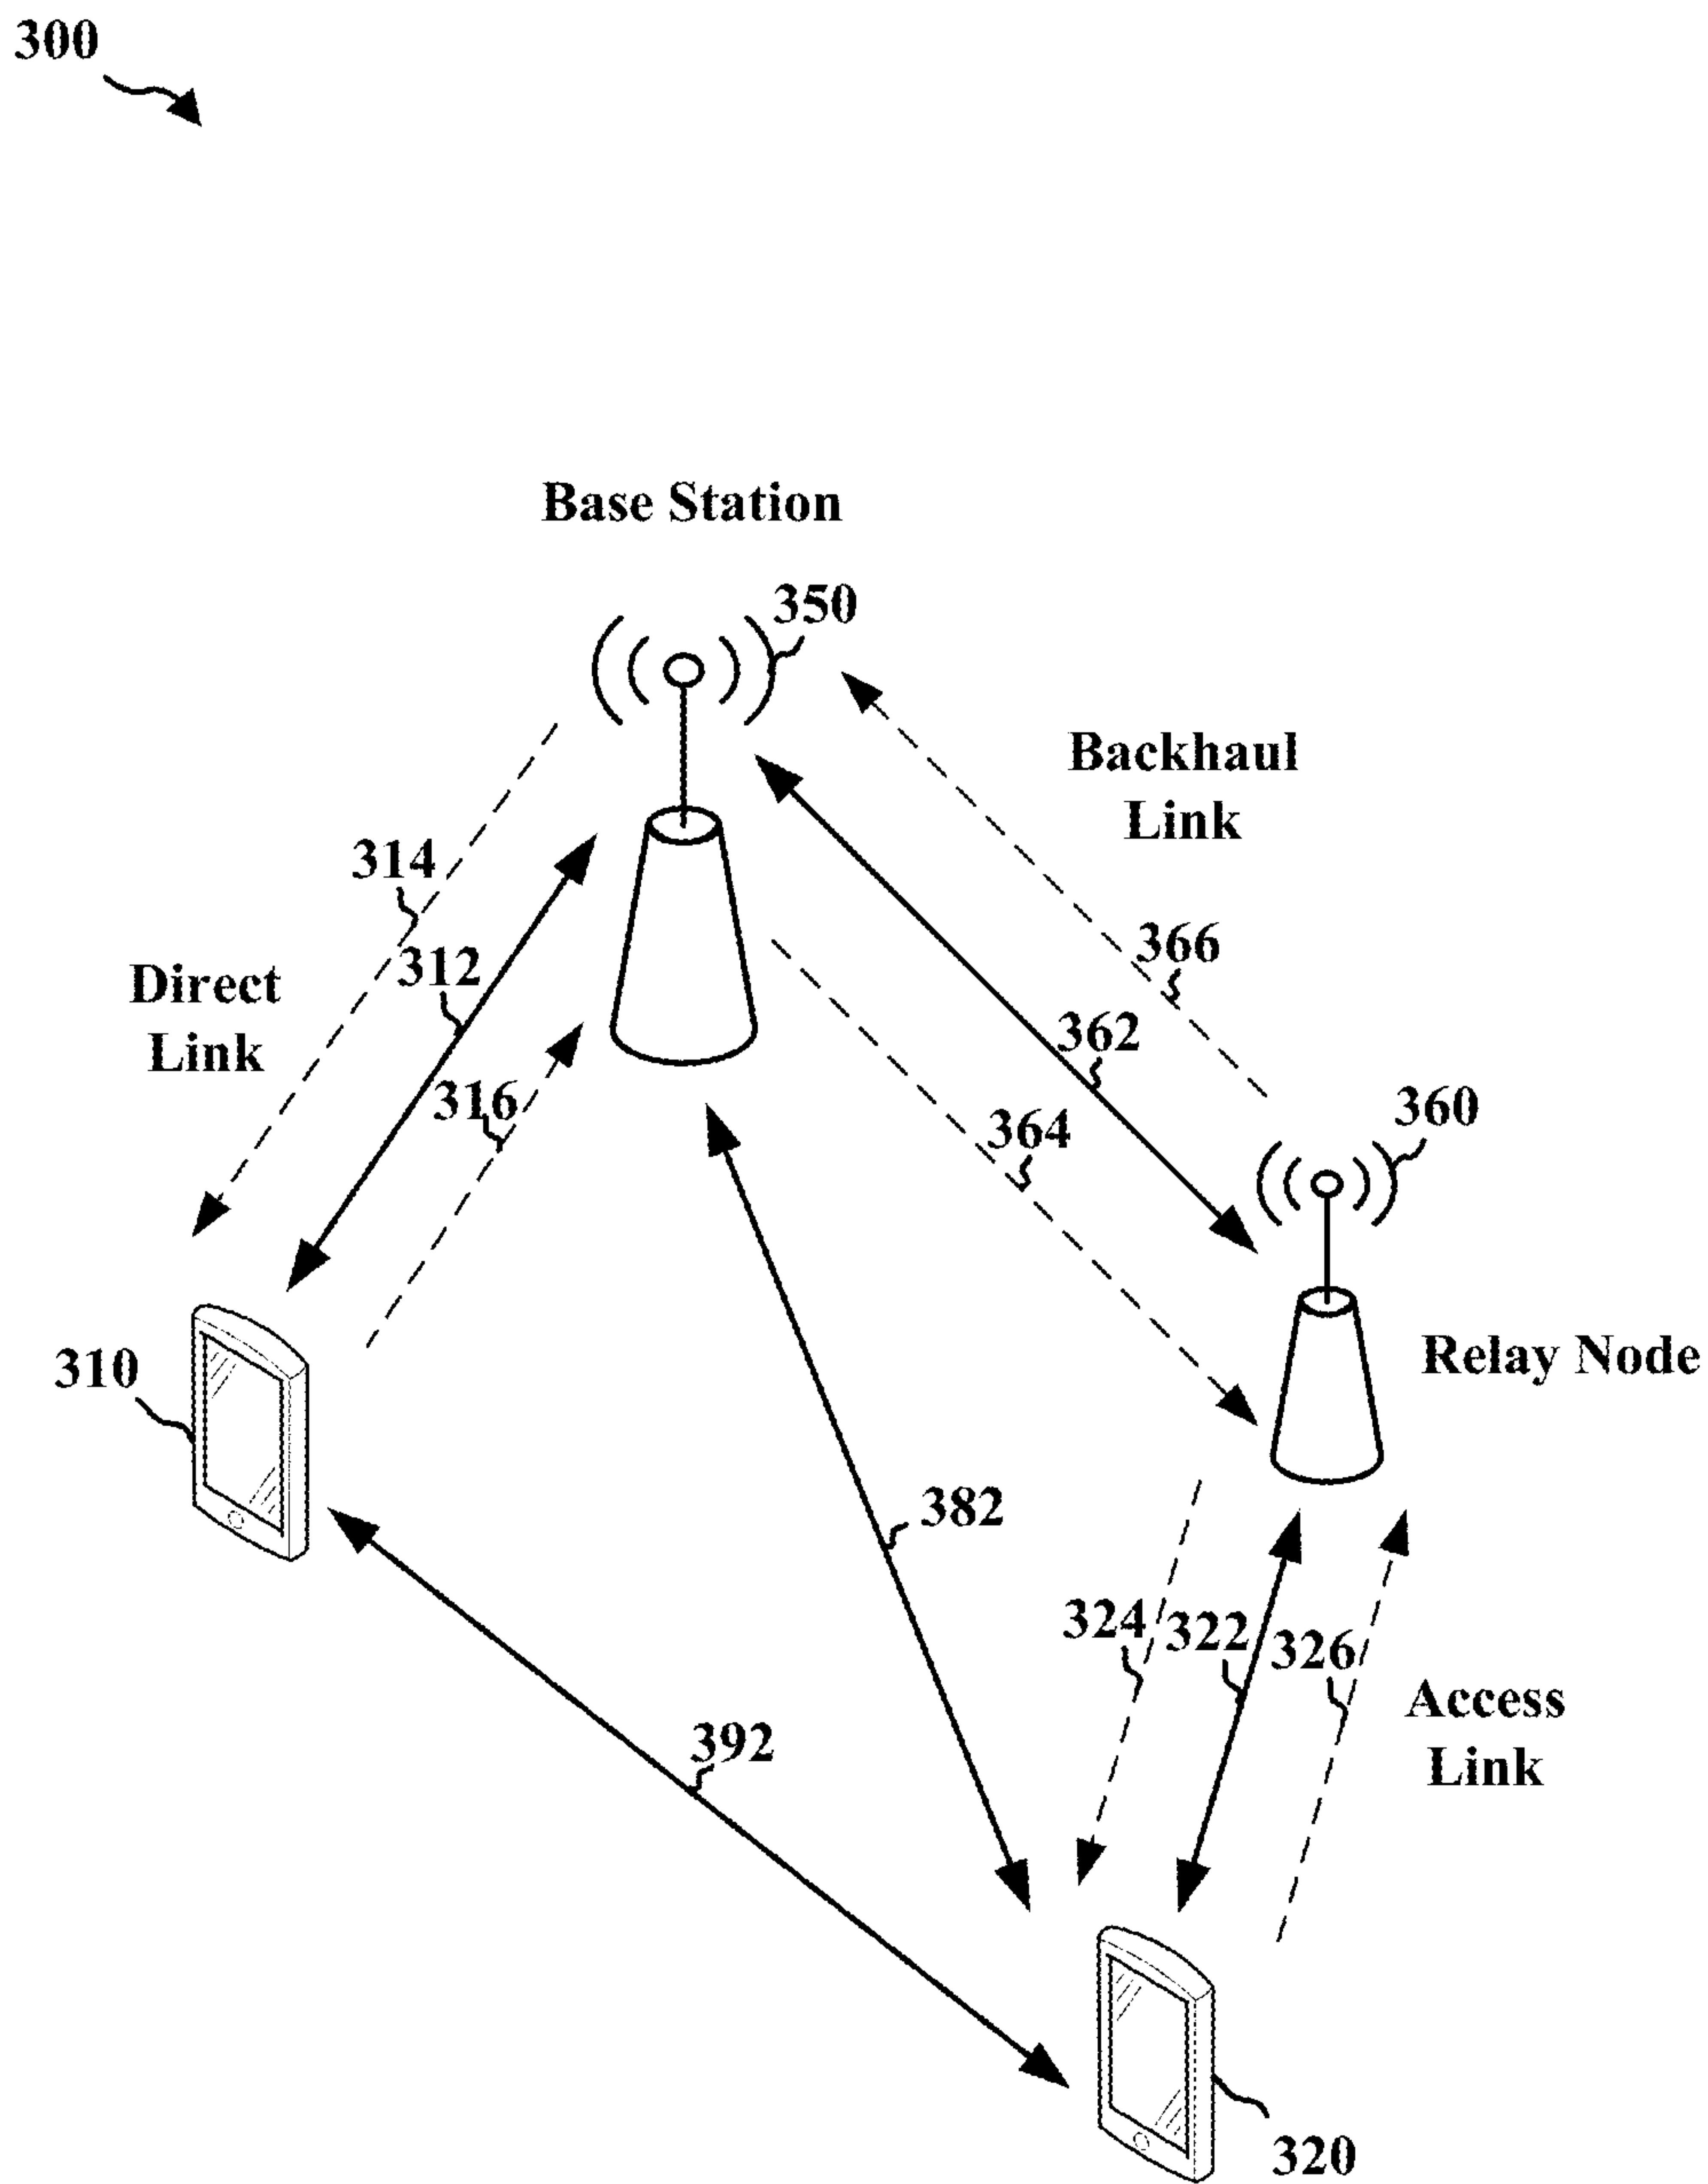 300
Base Station
350
Backhaul
Link
314
366
312
Direct
Link
362
316
360
364
Relay Node
310
382
324
322
326
Access
Link
392
320